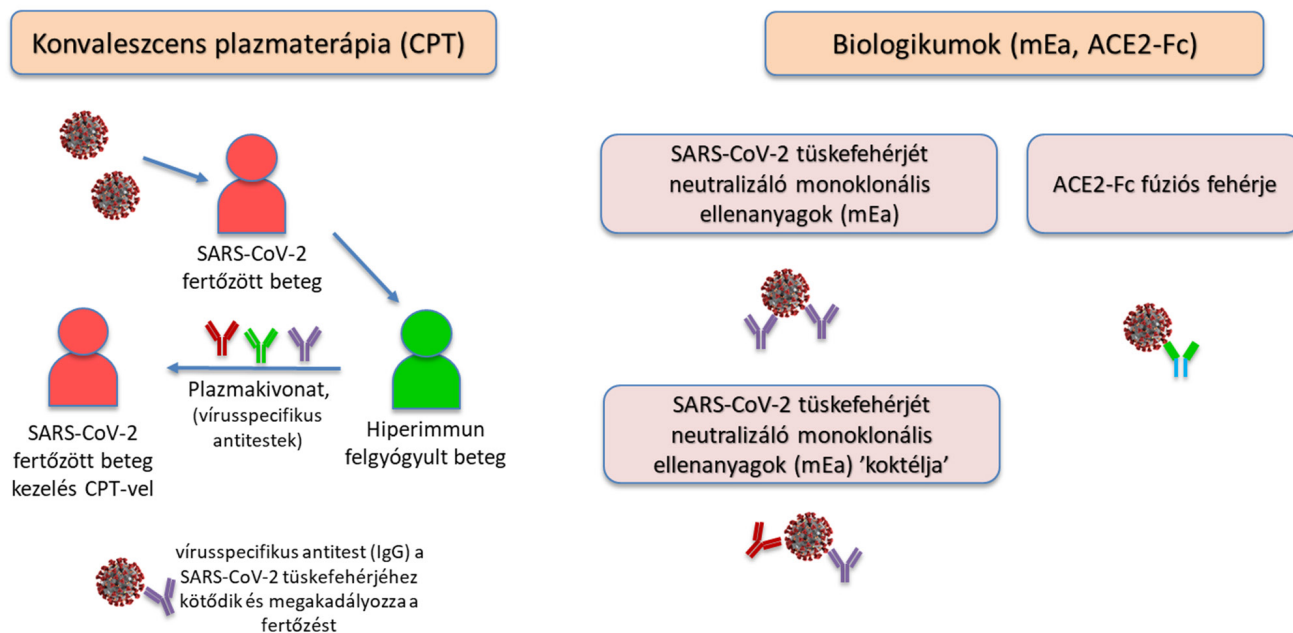 Konvaleszcens plazmaterápia (CPT)
SARS-CoV-2
fertőzött beteg
Plazmakivonat,
(vírusspecifikus
antitestek)
Hiperimmun
felgyógyult beteg
SARS-CoV-2
fertőzött beteg
kezelés CPT-vel
vírusspecifikus antitest (IgG) a
SARS-CoV-2 tüskefehérjéhez
kötődik és megakadályozza a
fertőzést
Biologikumok (mEa, ACE2-Fc)
SARS-CoV-2 tüskefehérjét
neutralizáló monoklonális
ellenanyagok (mEa)
ACE2-Fc fúziós fehérje
SARS-CoV-2 tüskefehérjét
neutralizáló monoklonális
ellenanyagok (mEa) ’koktélja’